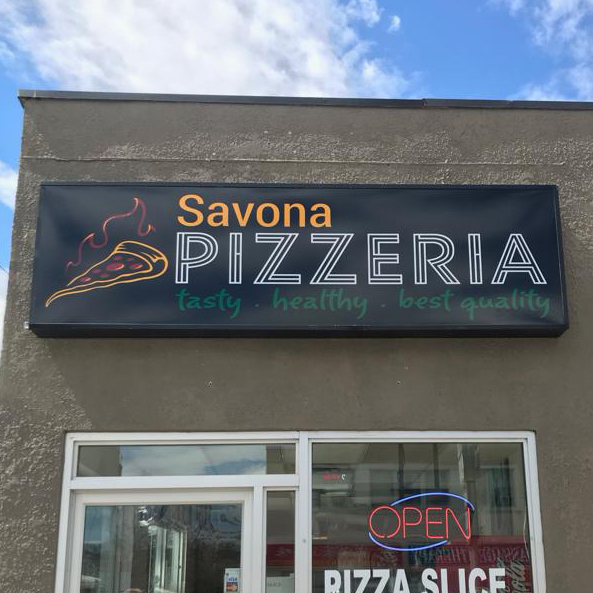 Savona
PIZZERIA
tasty . healthy . best quality
OPEN
PIZZA SLICE